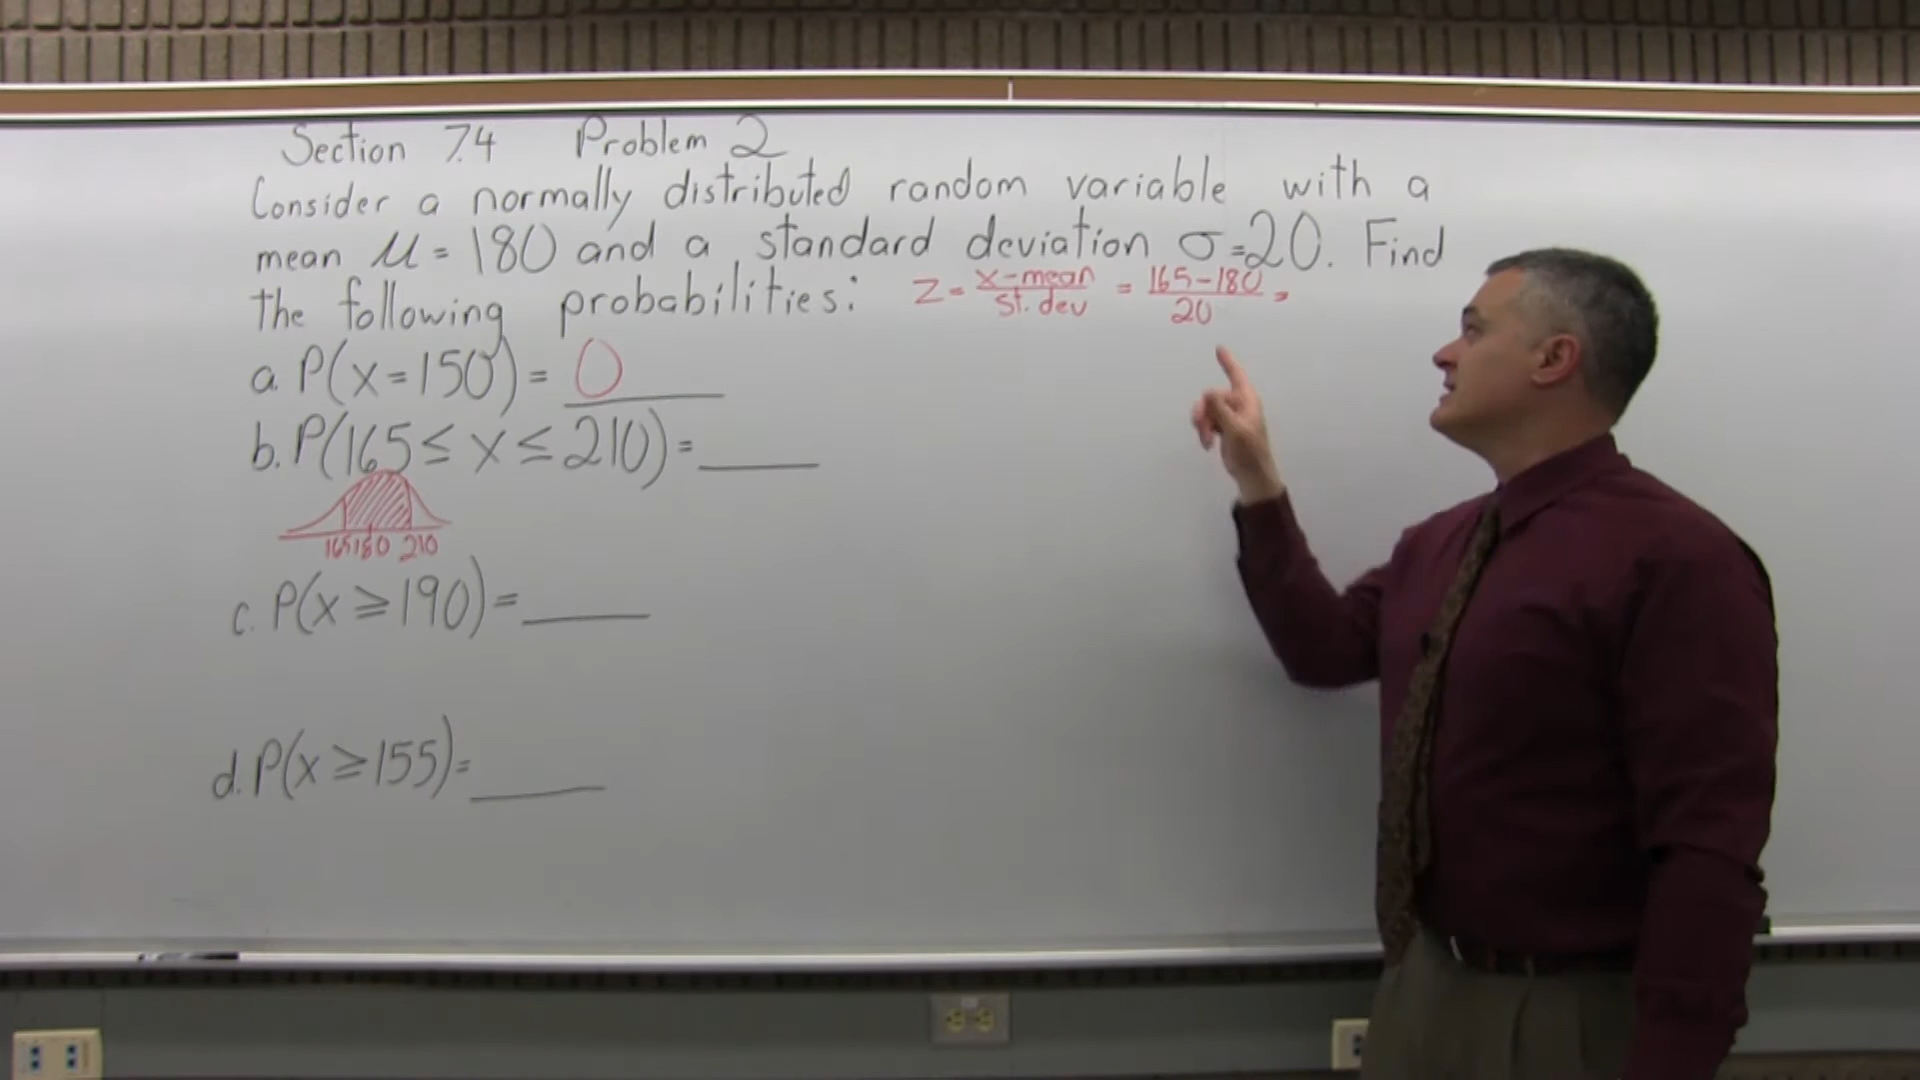 Section 7.4 Problem 2
Consider a normally distributed random variable with a
mean μ = 180 and a standard deviation σ = 20. Find
the following probabilities: z = x-mean / st. dev = 165-180 / 20 =
a. P(x = 150) = 0
b. P(165 ≤ x ≤ 210) = ____
165 180 210
c. P(x ≥ 190) = ____
d. P(x ≥ 155) = ____